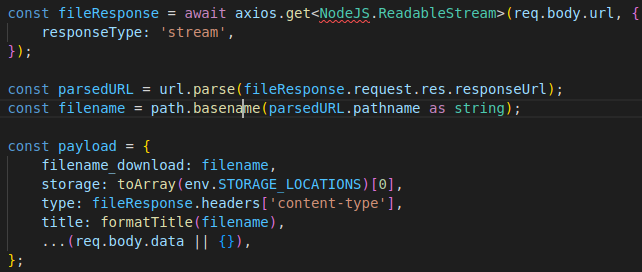 const fileResponse = await axios.get<NodeJS.ReadableStream>(req.body.url, {
    responseType: 'stream',
});

const parsedURL = url.parse(fileResponse.request.res.responseUrl);
const filename = path.basename(parsedURL.pathname as string);

const payload = {
    filename_download: filename,
    storage: toArray(env.STORAGE_LOCATIONS)[0],
    type: fileResponse.headers['content-type'],
    title: formatTitle(filename),
    ...(req.body.data || {}),
};